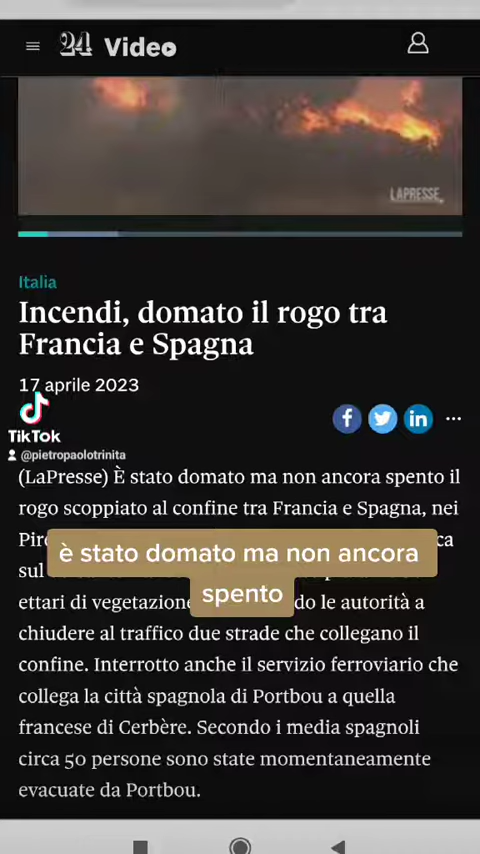 24 Video
LAPRESSE
Italia
Incendi, domato il rogo tra
Francia e Spagna
17 aprile 2023
TikTok
@pietropaolotrinita
(LaPresse) È stato domato ma non ancora spento il
rogo scoppiato al confine tra Francia e Spagna, nei
è stato domato ma non ancora
spento
ettari di vegetazione le autorità a
chiudere al traffico due strade che collegano il
confine. Interrotto anche il servizio ferroviario che
collega la città spagnola di Portbou a quella
francese di Cerbère. Secondo i media spagnoli
circa 50 persone sono state momentaneamente
evacuate da Portbou.